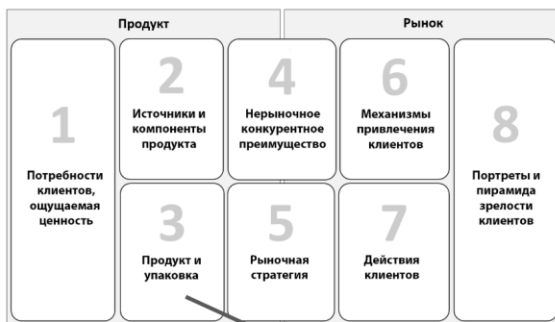 Продукт
Рынок
1
Потребности
клиентов,
ощущаемая
ценность
2
Источники и
компоненты
продукта
3
Продукт и
упаковка
4
Нерыночное
конкурентное
преимущество
5
Рыночная
стратегия
6
Механизмы
привлечения
клиентов
7
Действия
клиентов
8
Портреты и
пирамида
зрелости
клиентов